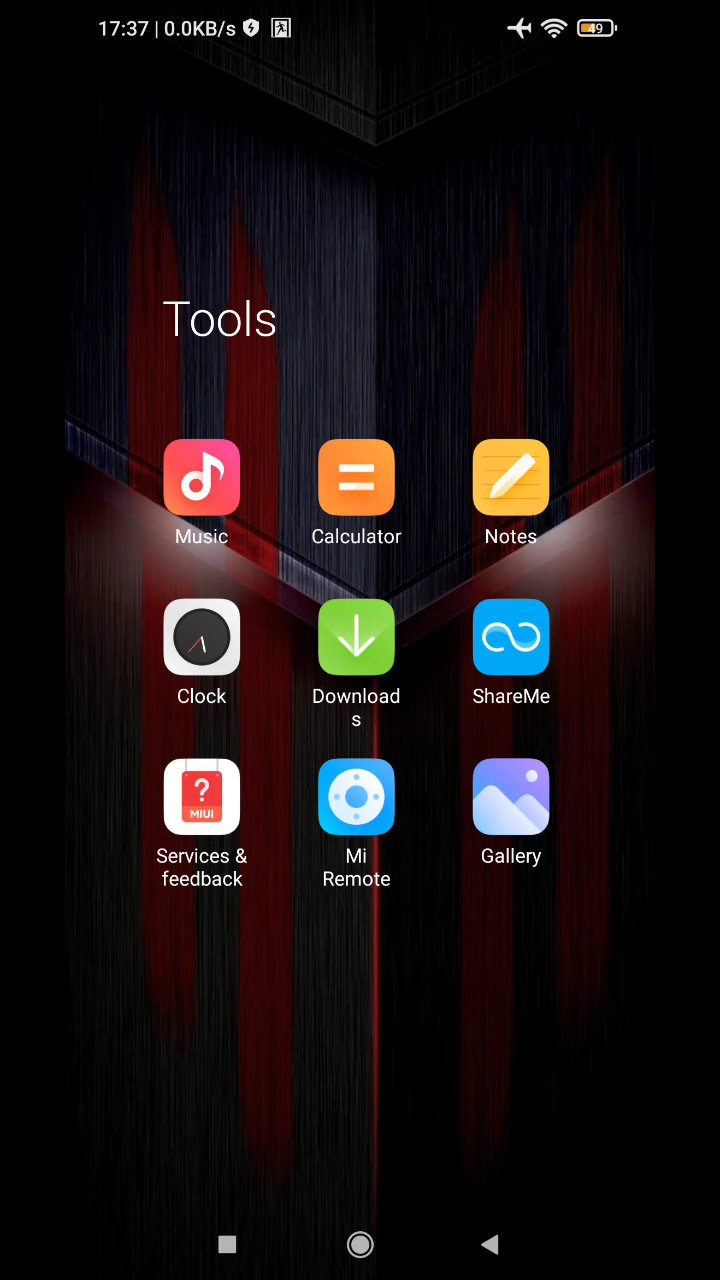 17:37 | 0.0KB/s 49
Tools
Music Calculator Notes
Clock Download
s ShareMe
?
MIUI
Services &
feedback Mi
Remote Gallery